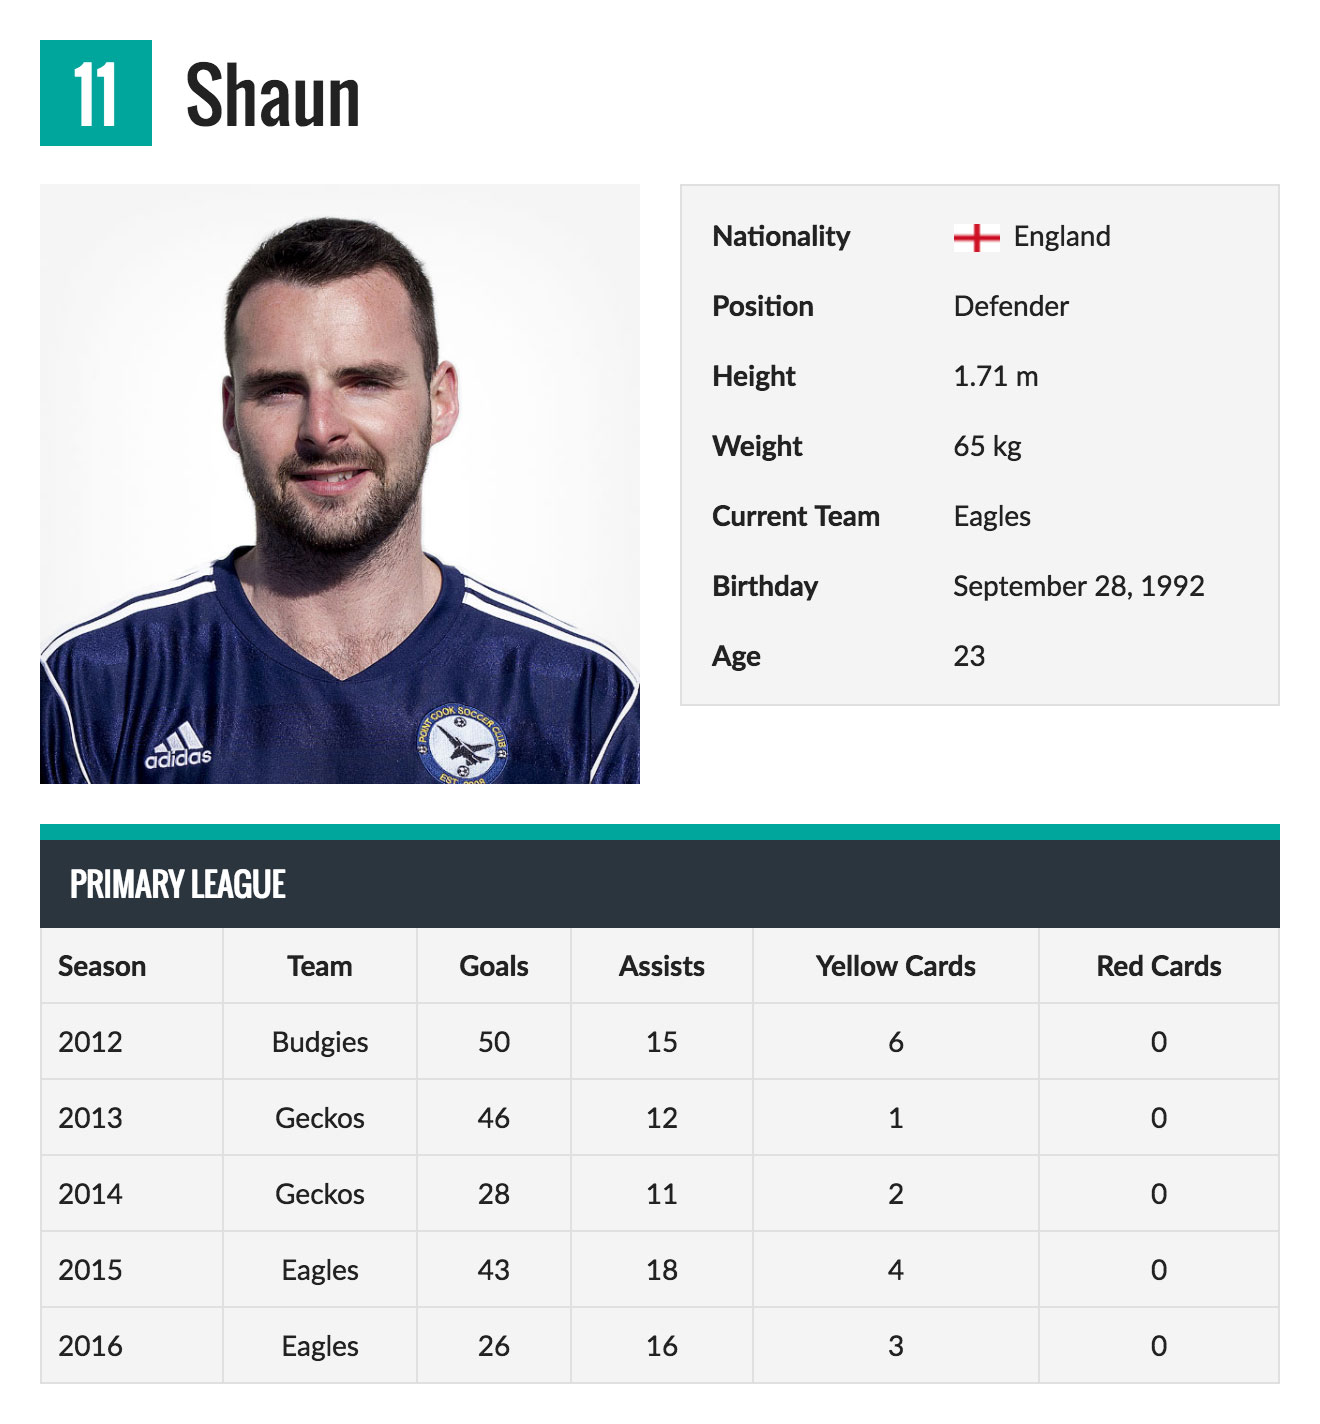 11 Shaun
Nationality England
Position Defender
Height 1.71 m
Weight 65 kg
Current Team Eagles
Birthday September 28, 1992
Age 23
adidas
POINT COOK SOCCER CLUB
EST.
PRIMARY LEAGUE
Season Team Goals Assists Yellow Cards Red Cards
2012 Budgies 50 15 6 0
2013 Geckos 46 12 1 0
2014 Geckos 28 11 2 0
2015 Eagles 43 18 4 0
2016 Eagles 26 16 3 0